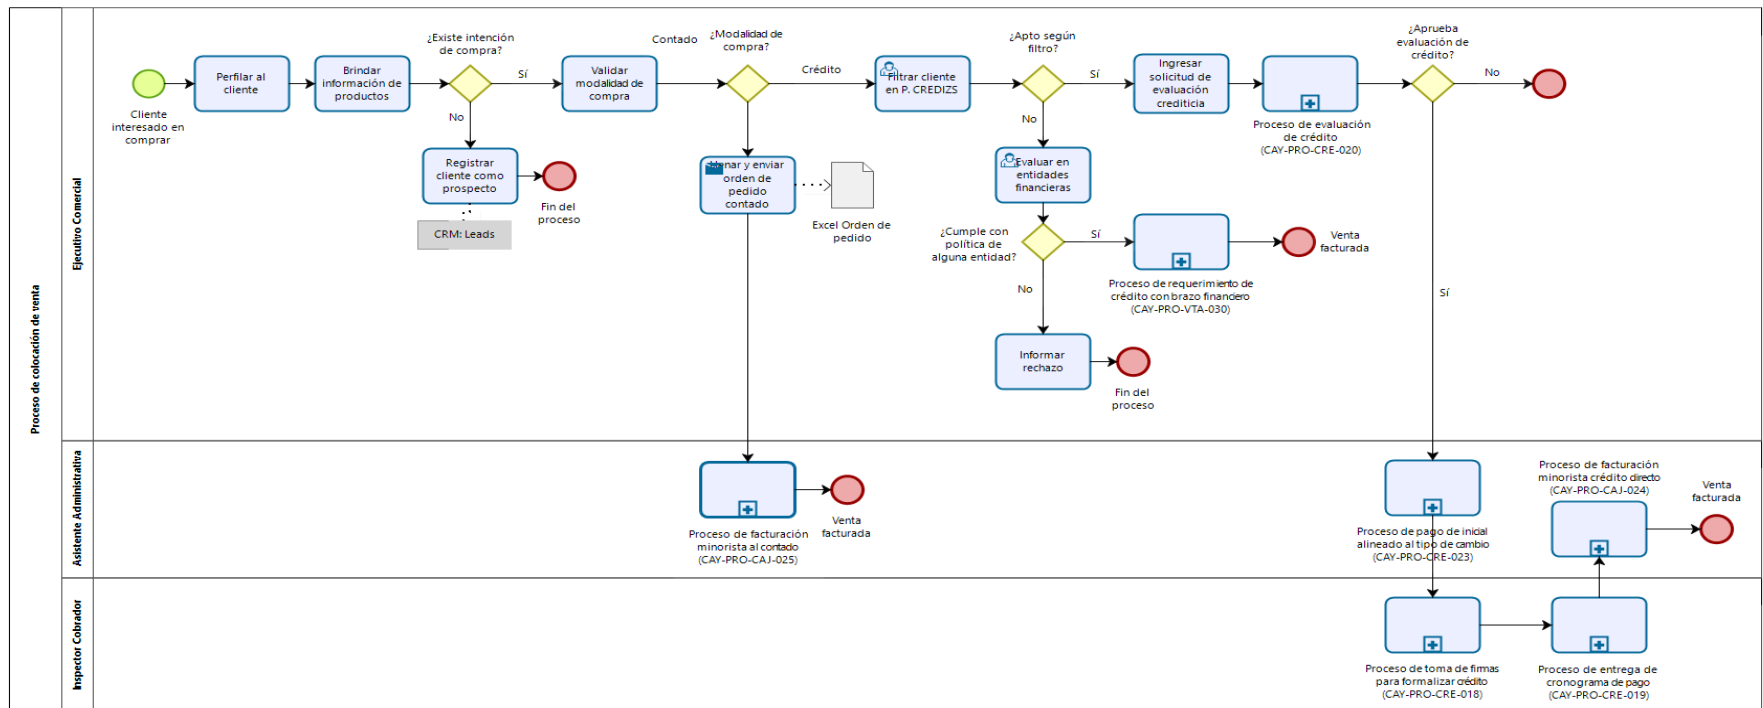 Proceso de colocación de venta
Ejecutivo Comercial
Cliente
interesado en
comprar
Perfilar al
cliente
Brindar
información de
productos
¿Existe intención
de compra?
Sí
No
Registrar
cliente como
prospecto
Fin del
proceso
CRM: Leads
Validar
modalidad de
compra
Contado
¿Modalidad de
compra?
Crédito
Llenar y enviar
orden de
pedido
contado
Excel Orden de
pedido
Filtrar cliente
en P. CREDIZS
¿Apto según
filtro?
Sí
No
Evaluar en
entidades
financieras
¿Cumple con
política de
alguna entidad?
Sí
No
Proceso de requerimiento de
crédito con brazo financiero
(CAY-PRO-VTA-030)
Venta
facturada
Informar
rechazo
Fin del
proceso
Ingresar
solicitud de
evaluación
crediticia
Proceso de evaluación
de crédito
(CAY-PRO-CRE-020)
¿Aprueba
evaluación de
crédito?
No
Sí
Asistente Administrativa
Proceso de facturación
minorista al contado
(CAY-PRO-CAJ-025)
Venta
facturada
Proceso de pago de inicial
alineado al tipo de cambio
(CAY-PRO-CRE-023)
Proceso de facturación
minorista crédito directo
(CAY-PRO-CAJ-024)
Venta
facturada
Inspector Cobrador
Proceso de toma de firmas
para formalizar crédito
(CAY-PRO-CRE-018)
Proceso de entrega de
cronograma de pago
(CAY-PRO-CRE-019)